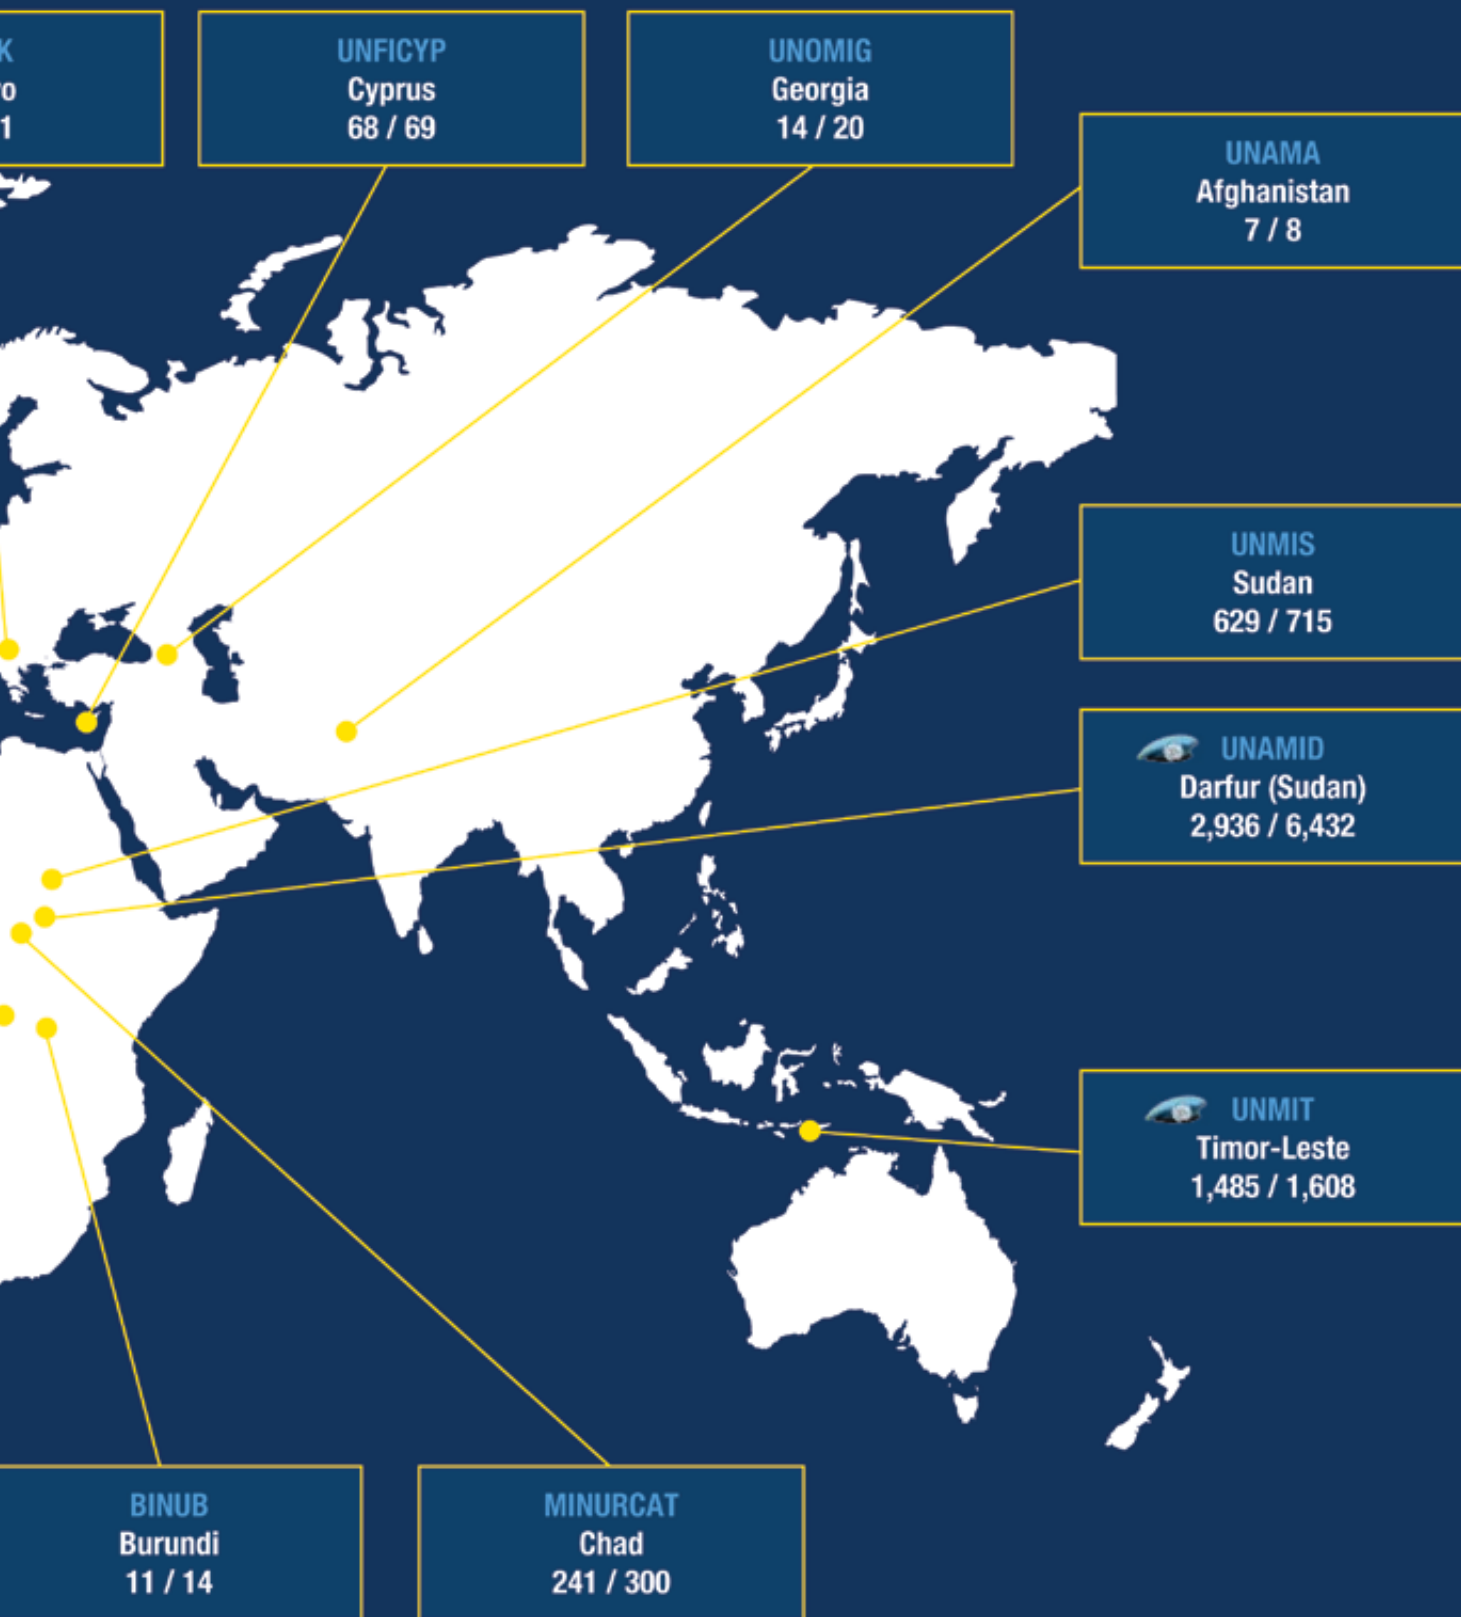 K
o
1
UNFICYP
Cyprus
68 / 69
UNOMIG
Georgia
14 / 20
UNAMA
Afghanistan
7 / 8
UNMIS
Sudan
629 / 715
UNAMID
Darfur (Sudan)
2,936 / 6,432
UNMIT
Timor-Leste
1,485 / 1,608
BINUB
Burundi
11 / 14
MINURCAT
Chad
241 / 300